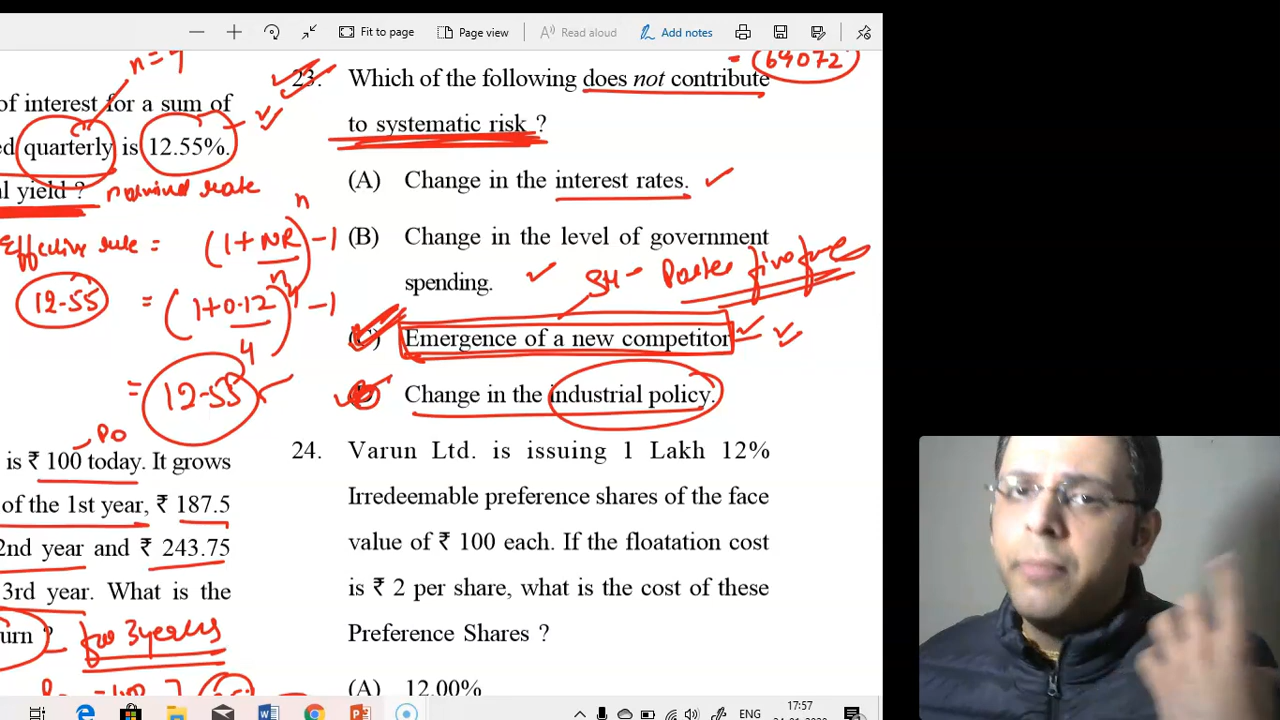 Fit to page
Page view
Read aloud
Add notes
n = 4
of interest for a sum of
ed quarterly is 12.55%.
al yield ? nominal rate
Effective rate = (1 + NR/n)^n - 1
12-55 = (1+0.12/4)^4 - 1
= 12-55
P0
is ₹ 100 today. It grows
of the 1st year, ₹ 187.5
2nd year and ₹ 243.75
3rd year. What is the
urn ? for 3 years
= (64072)
23. Which of the following does not contribute
to systematic risk ?
(A) Change in the interest rates.
(B) Change in the level of government
spending.
SM - Porter five forces
(C) Emergence of a new competitor
Change in the industrial policy.
24. Varun Ltd. is issuing 1 Lakh 12%
Irredeemable preference shares of the face
value of ₹ 100 each. If the floatation cost
is ₹ 2 per share, what is the cost of these
Preference Shares ?
(A) 12.00%
ENG
17:57